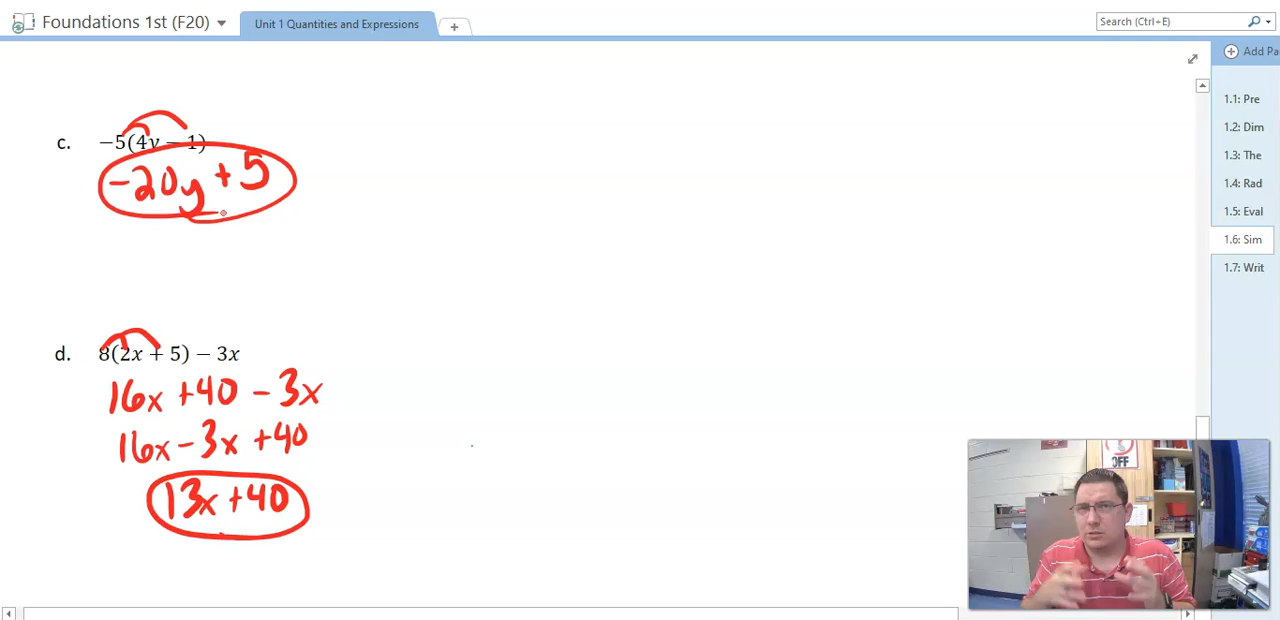 Foundations 1st (F20)
Unit 1 Quantities and Expressions
+
Search (Ctrl+E)
Add Pa
1.1: Pre
1.2: Dim
1.3: The
1.4: Rad
1.5: Eval
1.6: Sim
1.7: Writ
c. −5(4y − 1)
-20y + 5
d. 8(2x + 5) − 3x
16x +40 - 3x
16x - 3x +40
13x +40
OFF